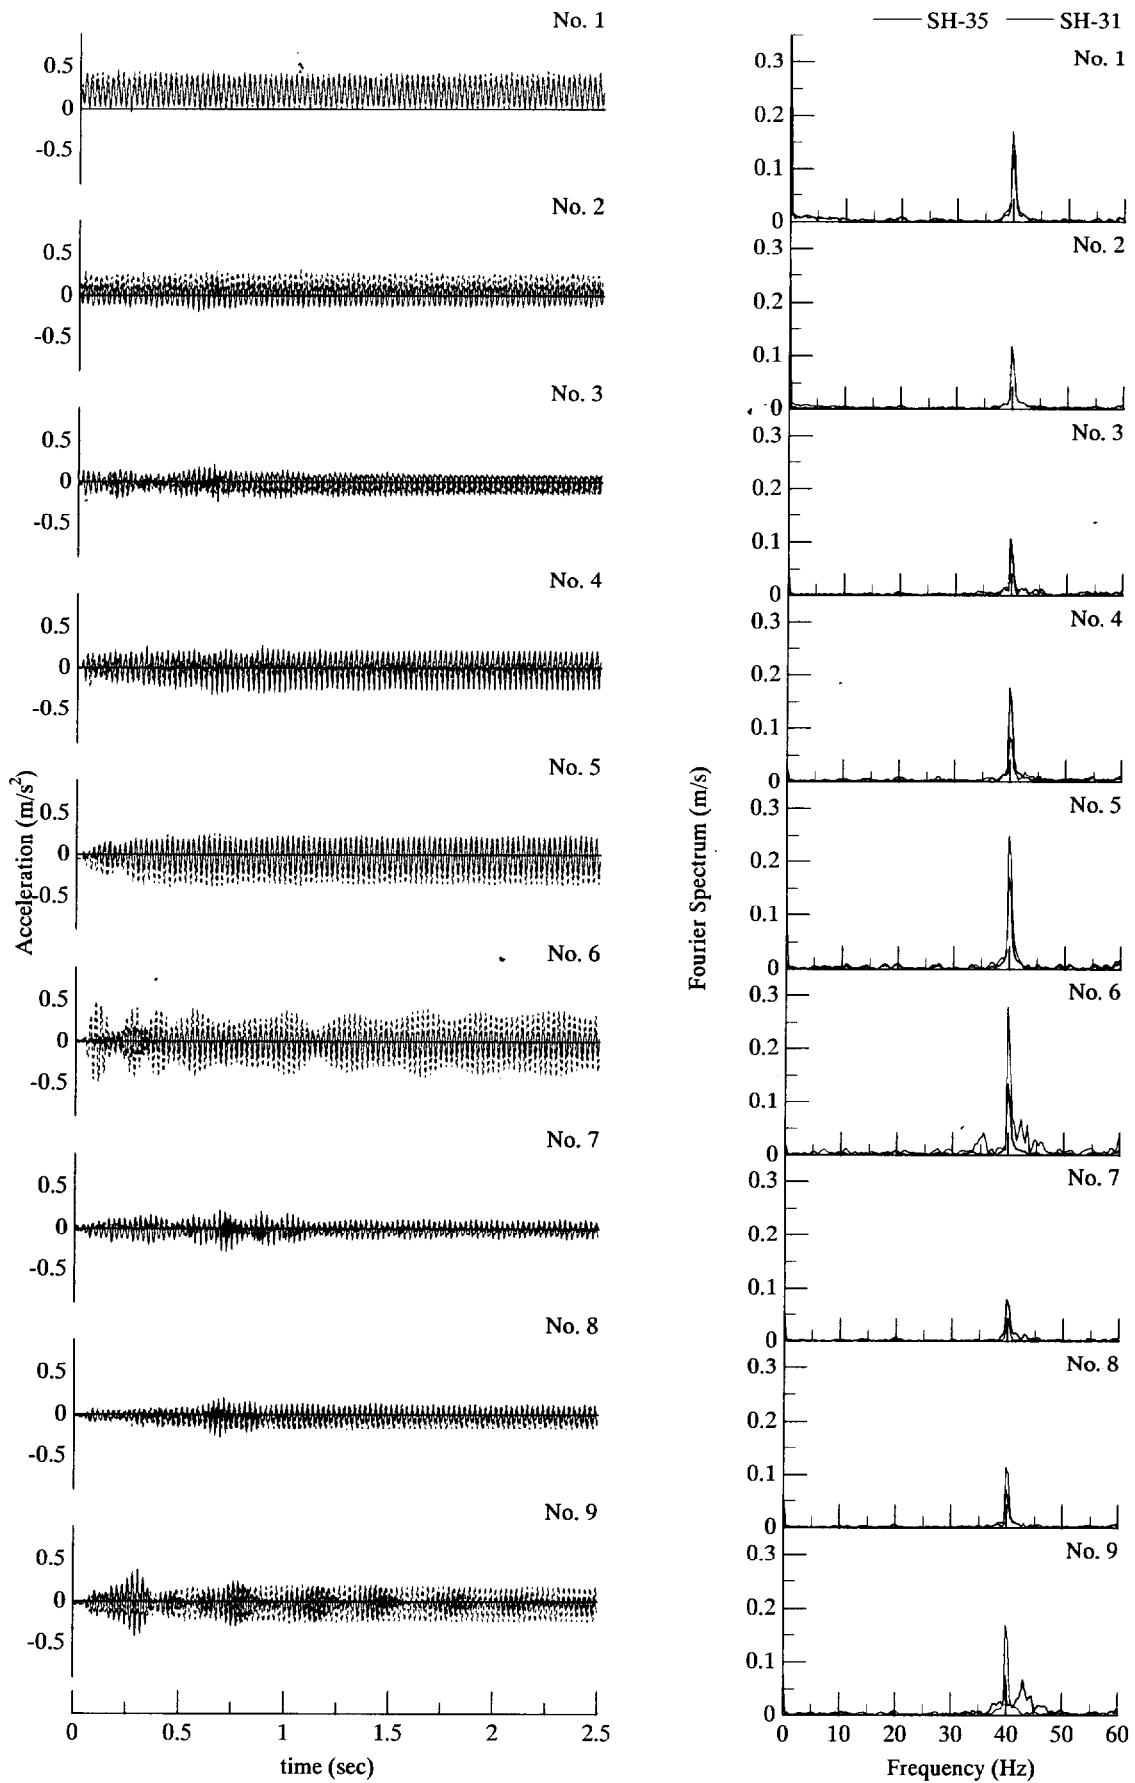 No. 1
0.5
0
-0.5
No. 2
0.5
0
-0.5
No. 3
0.5
0
-0.5
No. 4
0.5
0
-0.5
No. 5
0.5
0
-0.5
No. 6
0.5
0
-0.5
No. 7
0.5
0
-0.5
No. 8
0.5
0
-0.5
No. 9
0.5
0
-0.5
Acceleration (m/s²)
0 0.5 1 1.5 2 2.5
time (sec)
SH-35 SH-31
No. 1
0.3
0.2
0.1
0
No. 2
0.3
0.2
0.1
0
No. 3
0.3
0.2
0.1
0
No. 4
0.3
0.2
0.1
0
No. 5
0.3
0.2
0.1
0
No. 6
0.3
0.2
0.1
0
No. 7
0.3
0.2
0.1
0
No. 8
0.3
0.2
0.1
0
No. 9
0.3
0.2
0.1
0
Fourier Spectrum (m/s)
0 10 20 30 40 50 60
Frequency (Hz)